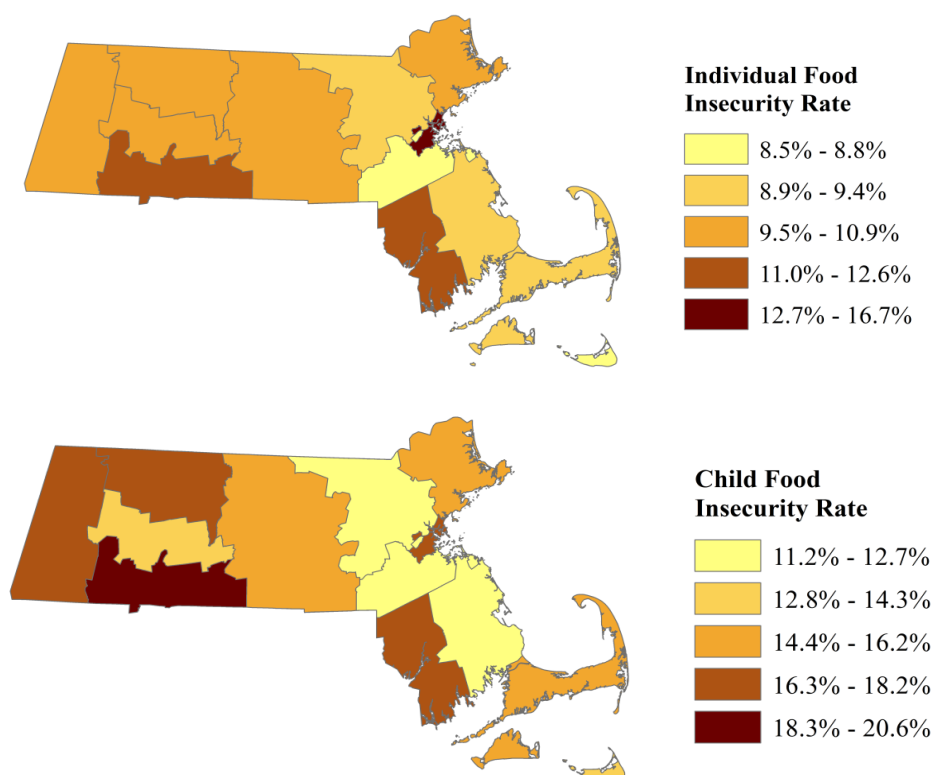 Individual Food
Insecurity Rate
8.5% - 8.8%
8.9% - 9.4%
9.5% - 10.9%
11.0% - 12.6%
12.7% - 16.7%
Child Food
Insecurity Rate
11.2% - 12.7%
12.8% - 14.3%
14.4% - 16.2%
16.3% - 18.2%
18.3% - 20.6%